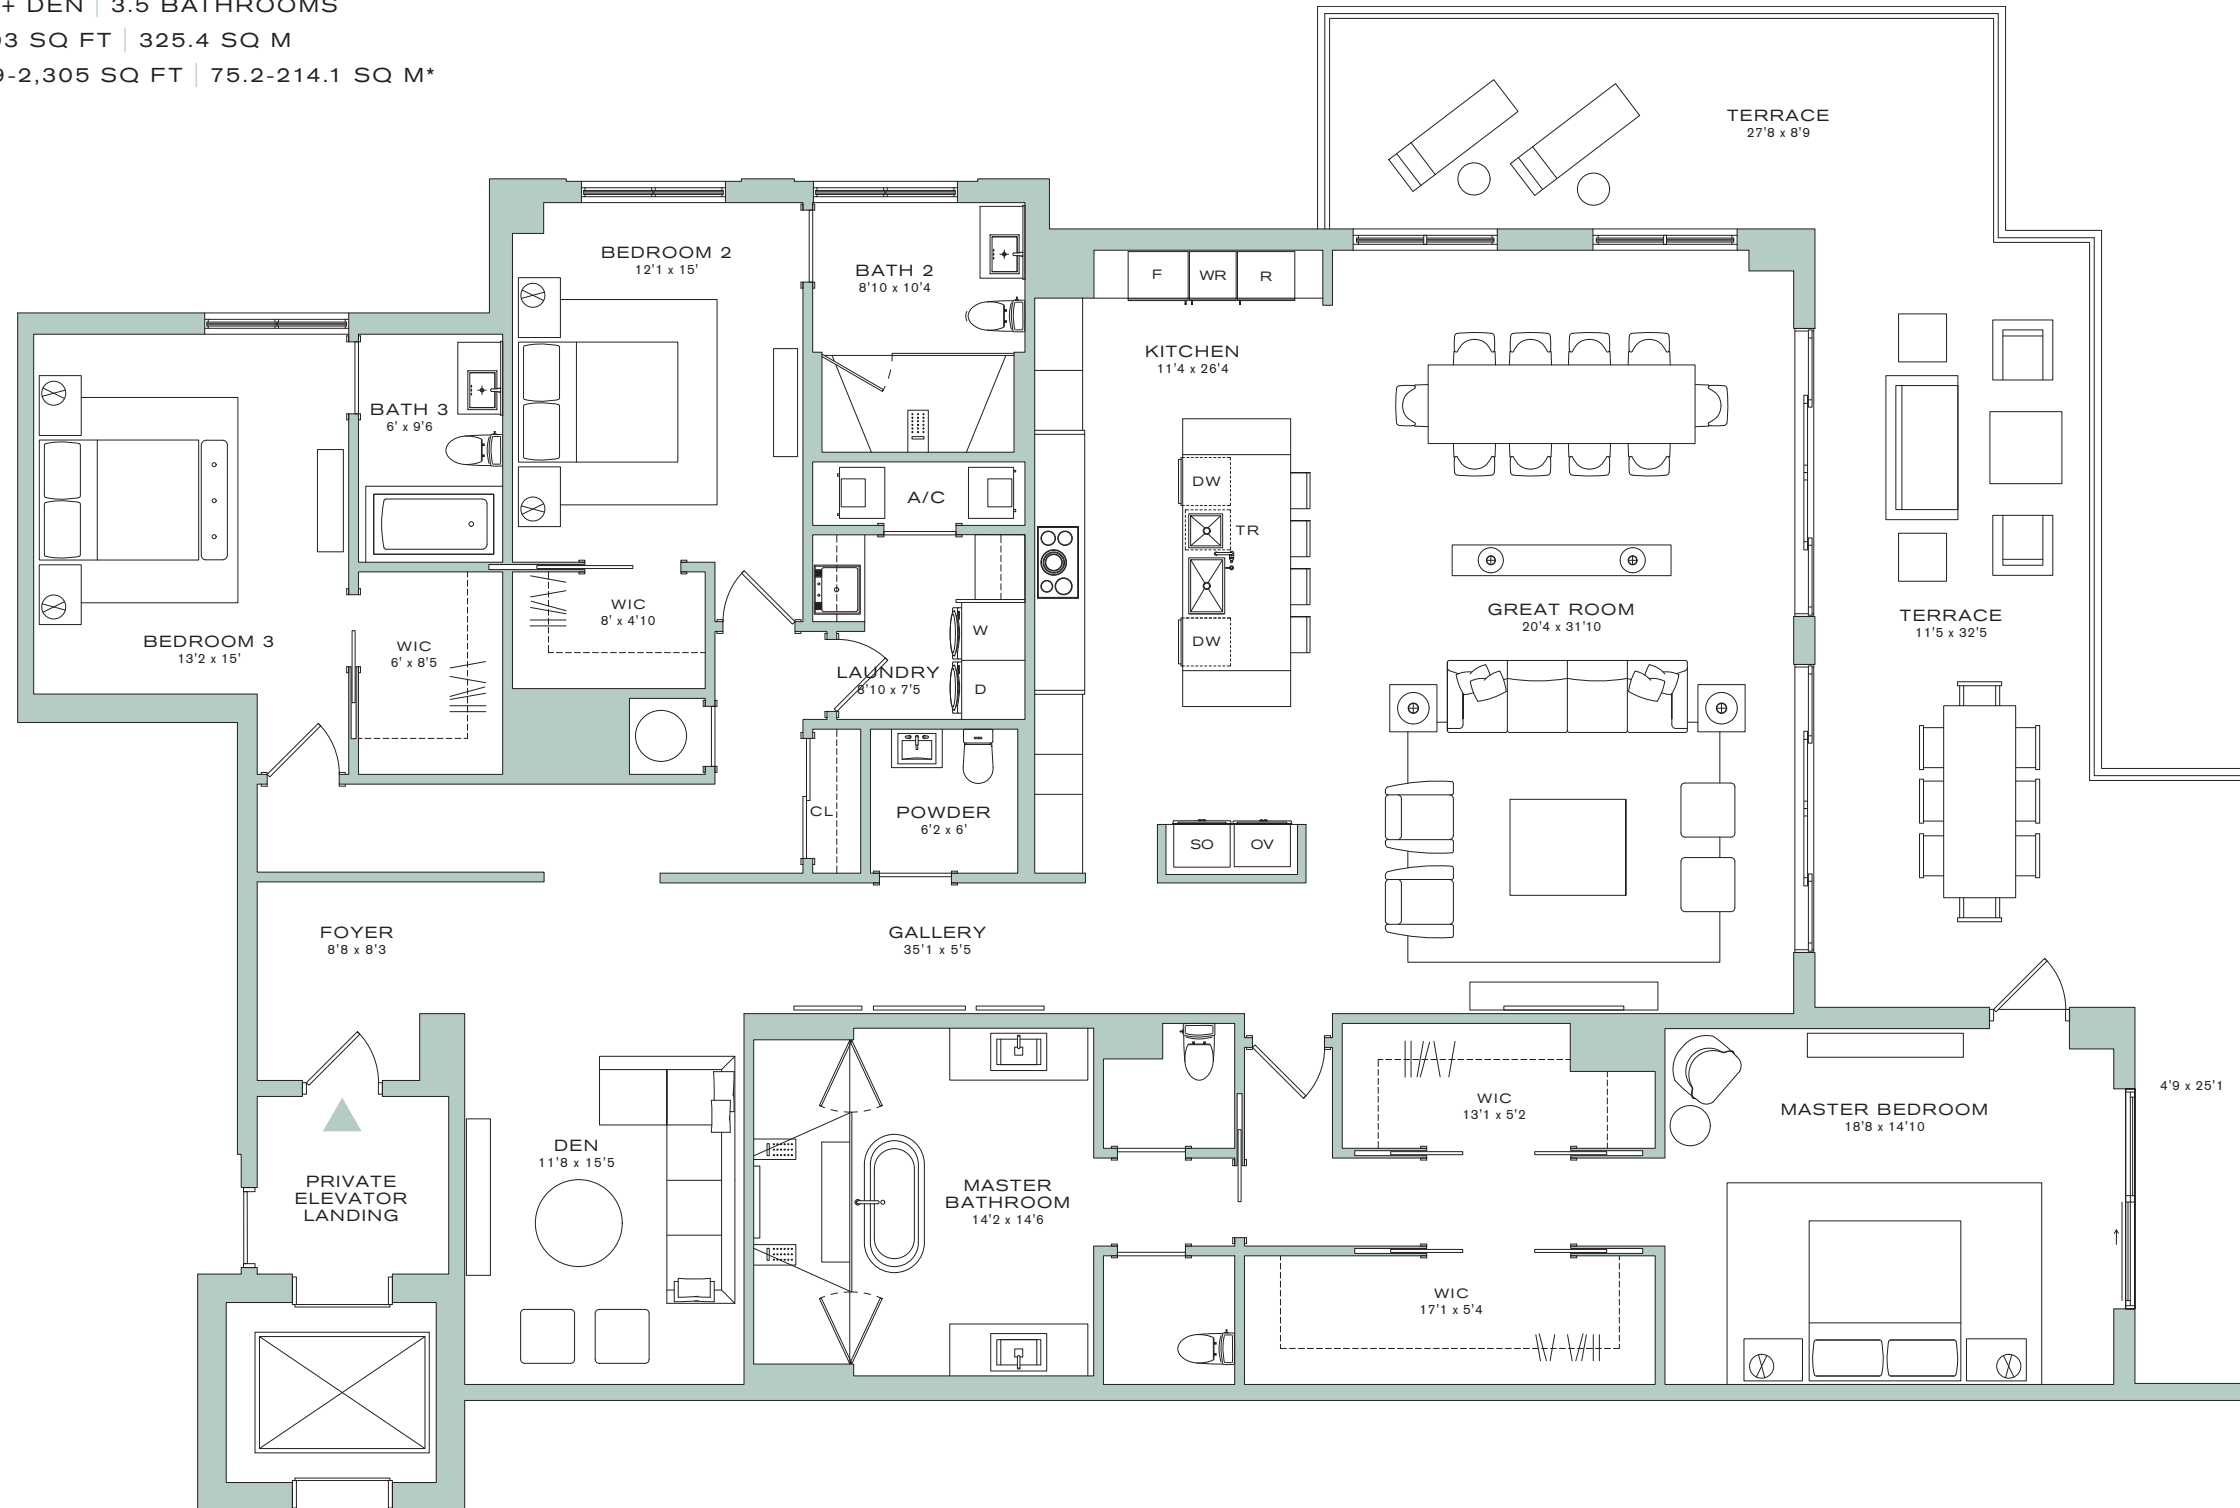 + DEN | 3.5 BATHROOMS
SQ FT | 325.4 SQ M
-2,305 SQ FT | 75.2-214.1 SQ M*
TERRACE
27'8 x 8'9
BEDROOM 2
12'1 x 15'
BATH 2
8'10 x 10'4
F
WR
R
KITCHEN
11'4 x 26'4
BATH 3
6' x 9'6
A/C
DW
TR
DW
GREAT ROOM
20'4 x 31'10
TERRACE
11'5 x 32'5
BEDROOM 3
13'2 x 15'
WIC
6' x 8'5
WIC
8' x 4'10
W
LAUNDRY
8'10 x 7'5
D
CL
POWDER
6'2 x 6'
SO
OV
FOYER
8'8 x 8'3
GALLERY
35'1 x 5'5
DEN
11'8 x 15'5
PRIVATE
ELEVATOR
LANDING
MASTER
BATHROOM
14'2 x 14'6
WIC
13'1 x 5'2
WIC
17'1 x 5'4
MASTER BEDROOM
18'8 x 14'10
4'9 x 25'1